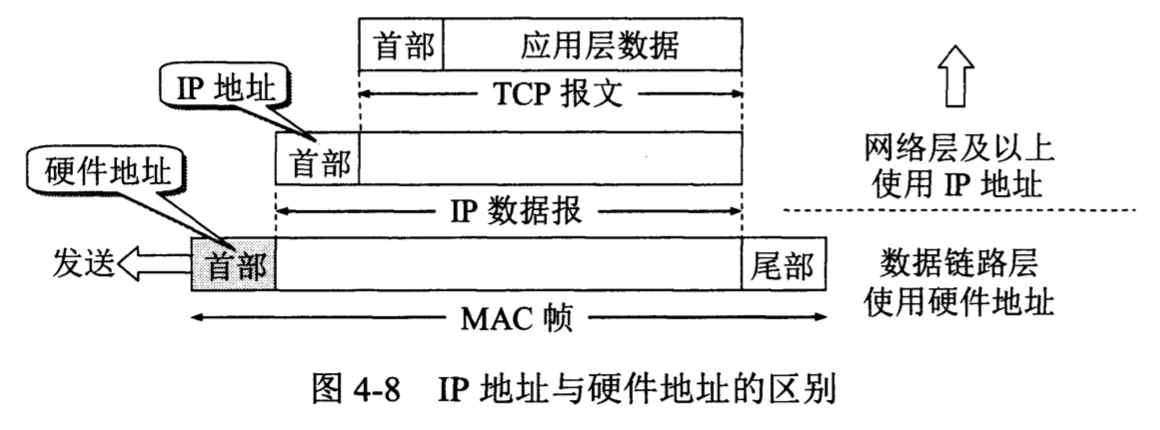 首部 应用层数据
IP 地址
TCP 报文
首部
网络层及以上
使用 IP 地址
硬件地址
IP 数据报
发送
首部
尾部
数据链路层
使用硬件地址
MAC 帧
图 4-8 IP 地址与硬件地址的区别